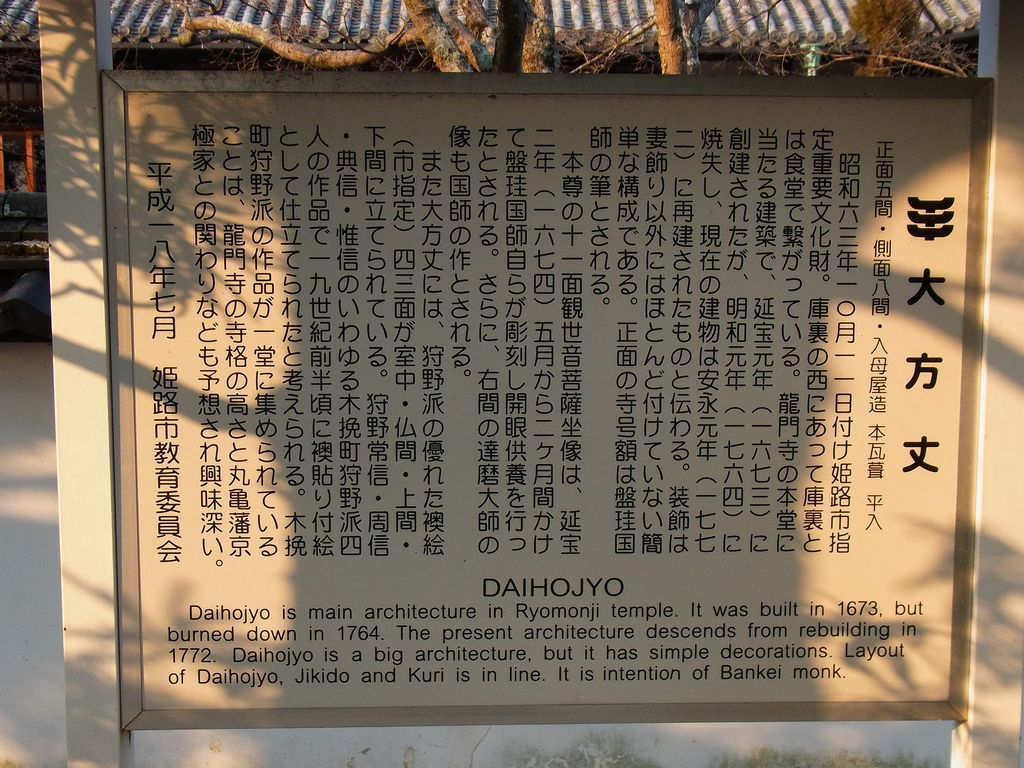 大方丈
正面五間・側面八間・入母屋造 本瓦葺 平入
昭和六三年一〇月一一日付け姫路市指
定重要文化財。庫裏の西にあって庫裏と
は食堂で繋がっている。龍門寺の本堂に
当たる建築で、延宝元年（一六七三）に
創建されたが、明和元年（一七六四）に
焼失し、現在の建物は安永元年（一七七
二）に再建されたものと伝わる。装飾は
妻飾り以外にはほとんど付けていない簡
単な構成である。正面の寺号額は盤珪国
師の筆とされる。
本尊の十一面観世音菩薩坐像は、延宝
二年（一六七四）五月から二ヶ月間かけ
て盤珪国師自らが彫刻し開眼供養を行っ
たとされる。さらに、右間の達磨大師の
像も国師の作とされる。
また大方丈には、狩野派の優れた襖絵
（市指定）四三面が室中・仏間・上間・
下間に立てられている。狩野常信・周信
・典信・惟信のいわゆる木挽町狩野派四
人の作品で一九世紀前半頃に襖貼り付絵
として仕立てられたと考えられる。木挽
町狩野派の作品が一堂に集められている
ことは、龍門寺の寺格の高さと丸亀藩京
極家との関わりなども予想され興味深い。
平成一八年七月 姫路市教育委員会
DAIHOJYO
Daihojyo is main architecture in Ryomonji temple. It was built in 1673, but
burned down in 1764. The present architecture descends from rebuilding in
1772. Daihojyo is a big architecture, but it has simple decorations. Layout
of Daihojyo, Jikido and Kuri is in line. It is intention of Bankei monk.